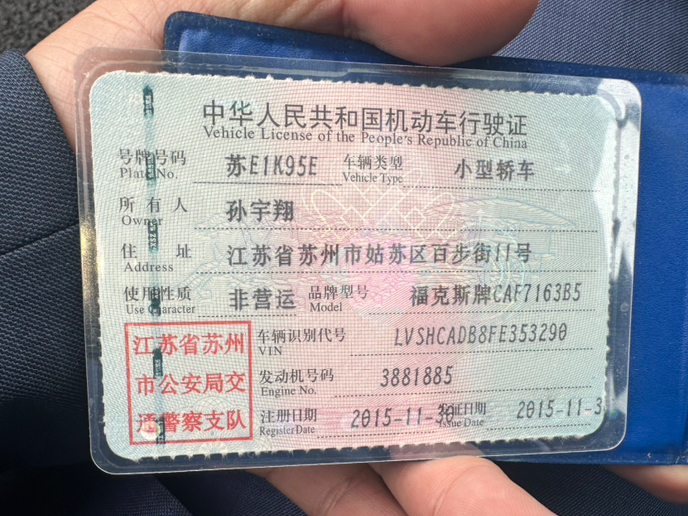 中华人民共和国机动车行驶证
Vehicle License of the People's Republic of China
号牌号码 苏E1K95E 车辆类型 小型轿车
Plate No. Vehicle Type
所有人 孙宇翔
Owner
住址 江苏省苏州市姑苏区百步街11号
Address
使用性质 非营运 品牌型号 福克斯牌CAF7163B5
Use Character Model
江苏省苏州
市公安局交
通警察支队
车辆识别代号 LVSHCADB8FE353290
VIN
发动机号码 3881885
Engine No.
注册日期 2015-11-30 发证日期 2015-11-3
Register Date Issue Date